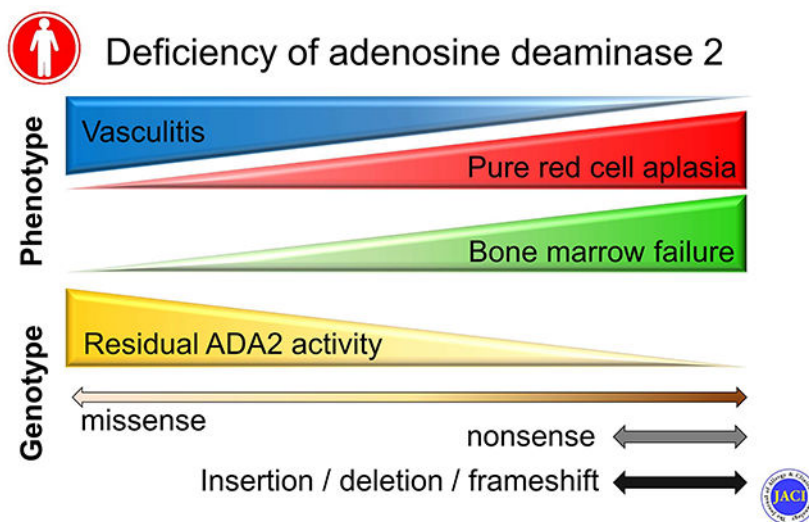 Deficiency of adenosine deaminase 2
Phenotype
Vasculitis
Pure red cell aplasia
Bone marrow failure
Genotype
Residual ADA2 activity
missense
nonsense
Insertion / deletion / frameshift
JACI